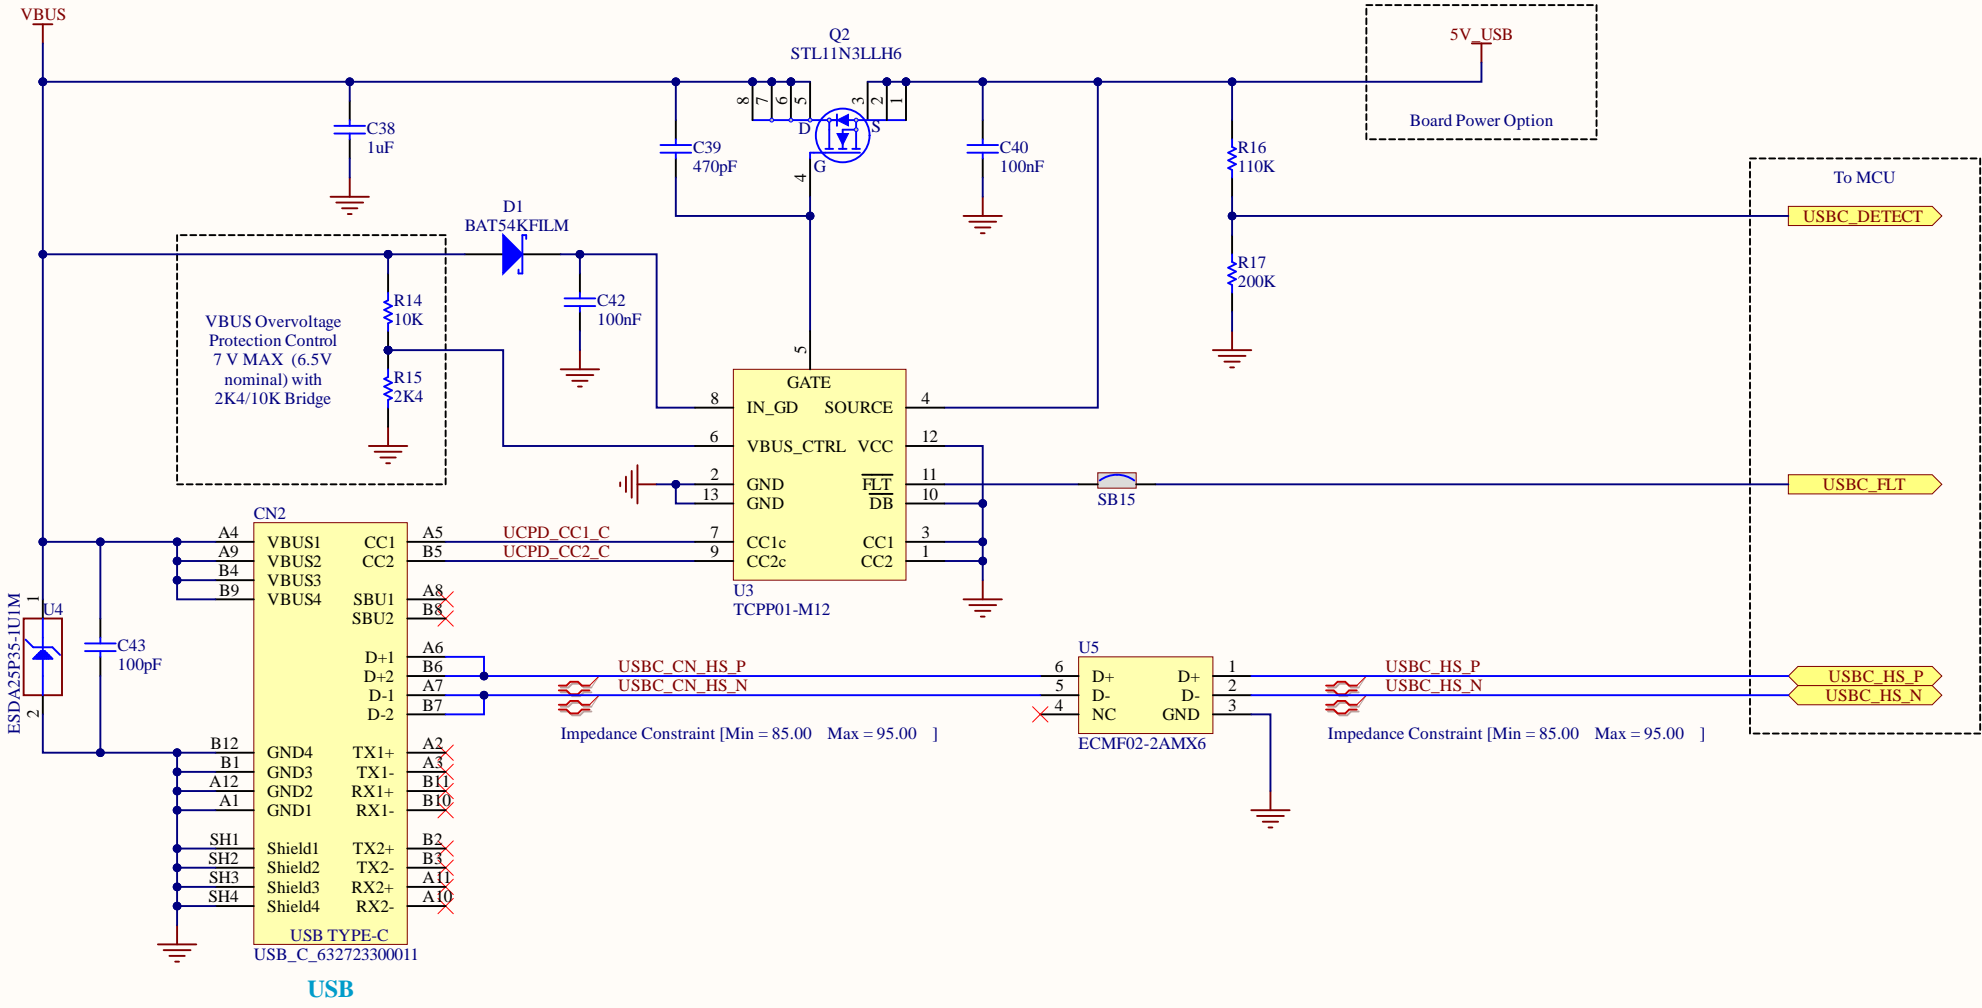 VBUS
Q2
STL11N3LLH6
5V_USB
Board Power Option
8
7
6
5
3
2
1
D
S
G
4
C38
1uF
C39
470pF
C40
100nF
R16
110K
To MCU
USBC_DETECT
D1
BAT54KFILM
R17
200K
VBUS Overvoltage
Protection Control
7 V MAX (6.5V
nominal) with
2K4/10K Bridge
R14
10K
R15
2K4
C42
100nF
5
GATE
8
IN_GD
SOURCE
4
6
VBUS_CTRL
VCC
12
2
GND
FLT
11
13
GND
DB
10
7
CC1c
CC1
3
9
CC2c
CC2
1
U3
TCPP01-M12
SB15
USBC_FLT
CN2
A4
VBUS1
CC1
A5
UCPD_CC1_C
A9
VBUS2
CC2
B5
UCPD_CC2_C
B4
VBUS3
B9
VBUS4
SBU1
A8
SBU2
B8
1
U4
ESDA25P35-1U1M
2
C43
100pF
D+1
A6
D+2
B6
D-1
A7
D-2
B7
USBC_CN_HS_P
USBC_CN_HS_N
Impedance Constraint [Min = 85.00 Max = 95.00 ]
U5
6
D+
D+
1
5
D-
D-
2
4
NC
GND
3
ECMF02-2AMX6
USBC_HS_P
USBC_HS_N
Impedance Constraint [Min = 85.00 Max = 95.00 ]
USBC_HS_P
USBC_HS_N
B12
GND4
TX1+
A2
B1
GND3
TX1-
A3
A12
GND2
RX1+
B11
A1
GND1
RX1-
B10
SH1
Shield1
TX2+
B2
SH2
Shield2
TX2-
B3
SH3
Shield3
RX2+
A11
SH4
Shield4
RX2-
A10
USB TYPE-C
USB_C_632723300011
USB